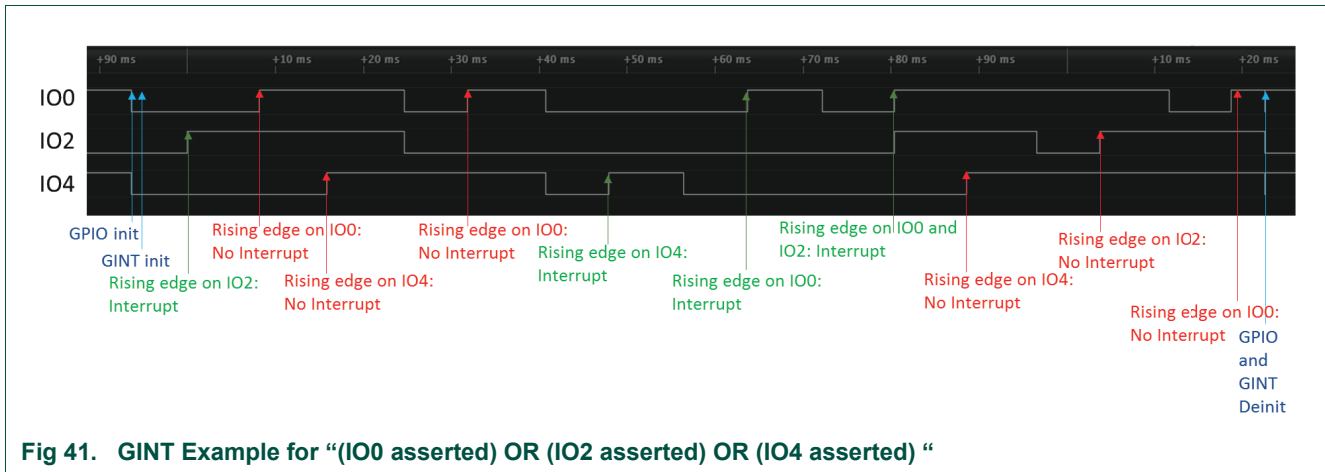 +90 ms +10 ms +20 ms +30 ms +40 ms +50 ms +60 ms +70 ms +80 ms +90 ms +10 ms +20 ms
IO0
IO2
IO4
GPIO init
GINT init
Rising edge on IO2:
Interrupt
Rising edge on IO0:
No Interrupt
Rising edge on IO4:
No Interrupt
Rising edge on IO0:
No Interrupt
Rising edge on IO4:
Interrupt
Rising edge on IO0:
Interrupt
Rising edge on IO0 and
IO2: Interrupt
Rising edge on IO4:
No Interrupt
Rising edge on IO2:
No Interrupt
Rising edge on IO0:
No Interrupt
GPIO
and
GINT
Deinit
Fig 41. GINT Example for “(IO0 asserted) OR (IO2 asserted) OR (IO4 asserted) “